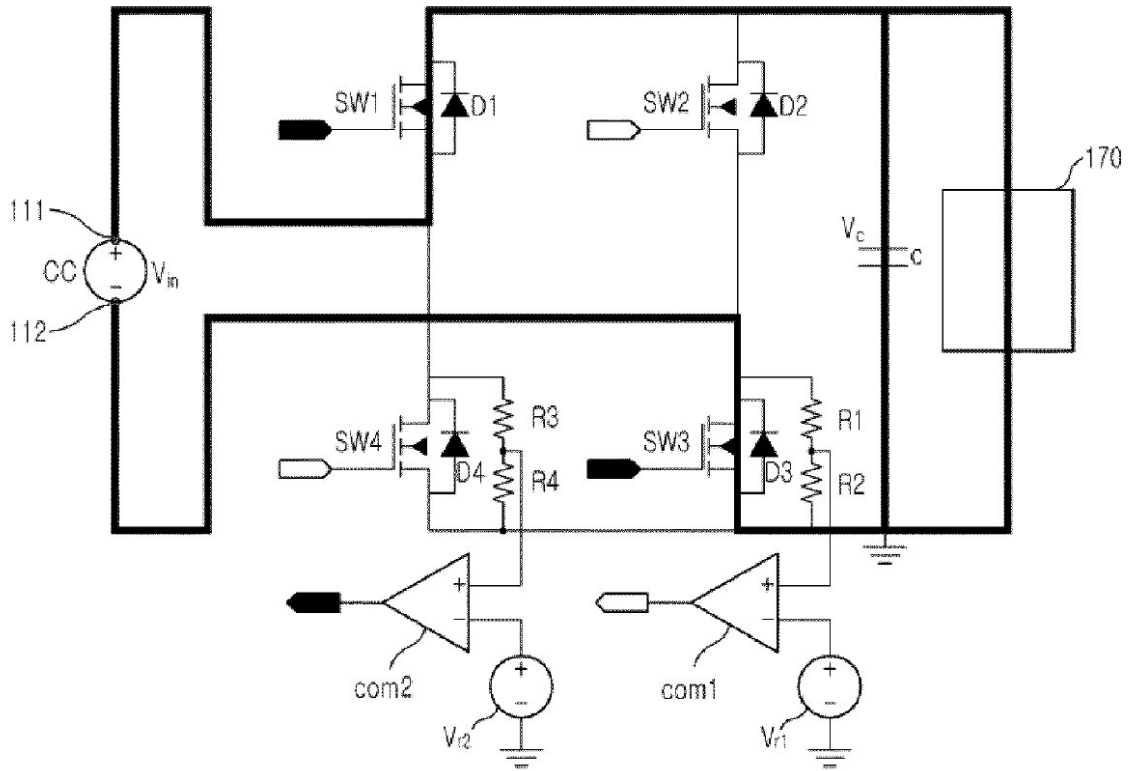 SW1
D1
SW2
D2
170
111
+
CC
Vin
-
112
Vc
C
SW4
D4
R3
R4
SW3
D3
R1
R2
+
-
+
-
com2
com1
+
-
Vr2
+
-
Vr1